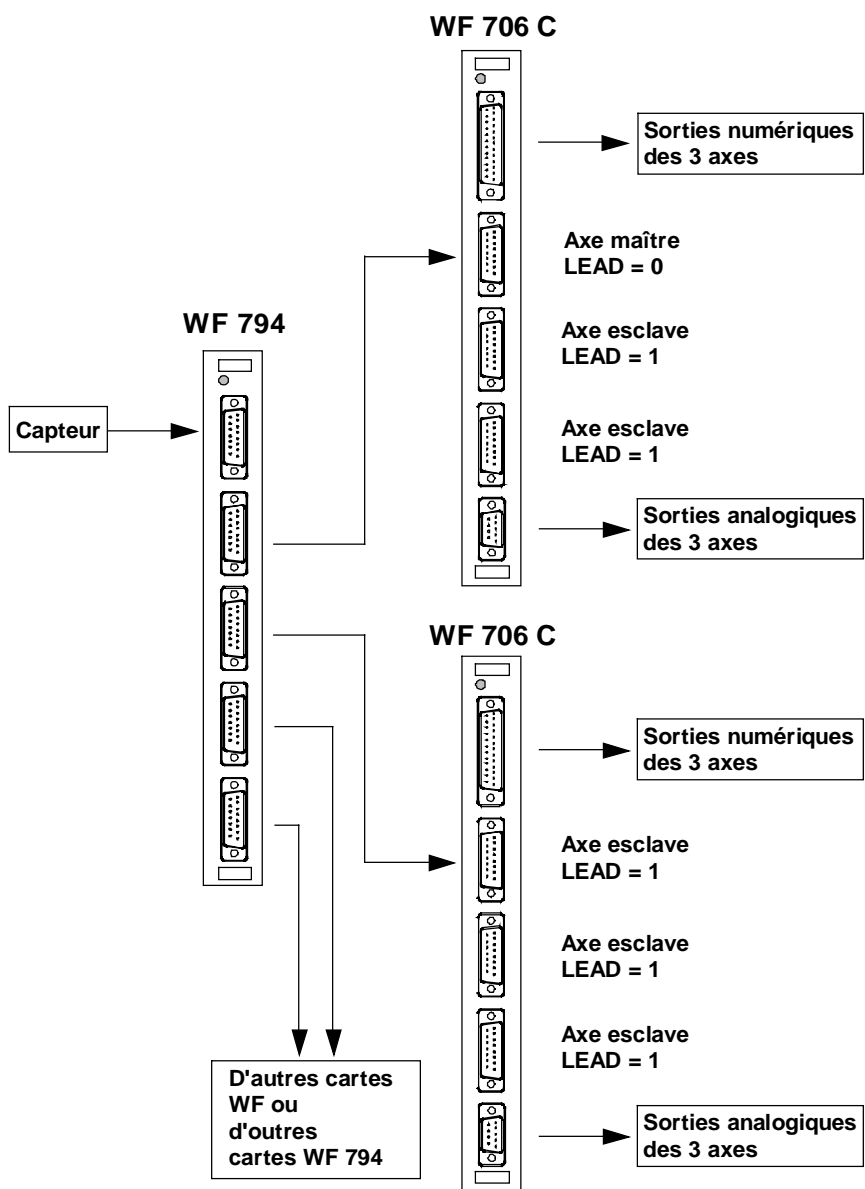 WF 706 C
Sorties numériques
des 3 axes
Axe maître
LEAD = 0
WF 794
Axe esclave
LEAD = 1
Capteur
Axe esclave
LEAD = 1
Sorties analogiques
des 3 axes
WF 706 C
Sorties numériques
des 3 axes
Axe esclave
LEAD = 1
Axe esclave
LEAD = 1
Axe esclave
LEAD = 1
D'autres cartes
WF ou
d'outres
cartes WF 794
Sorties analogiques
des 3 axes